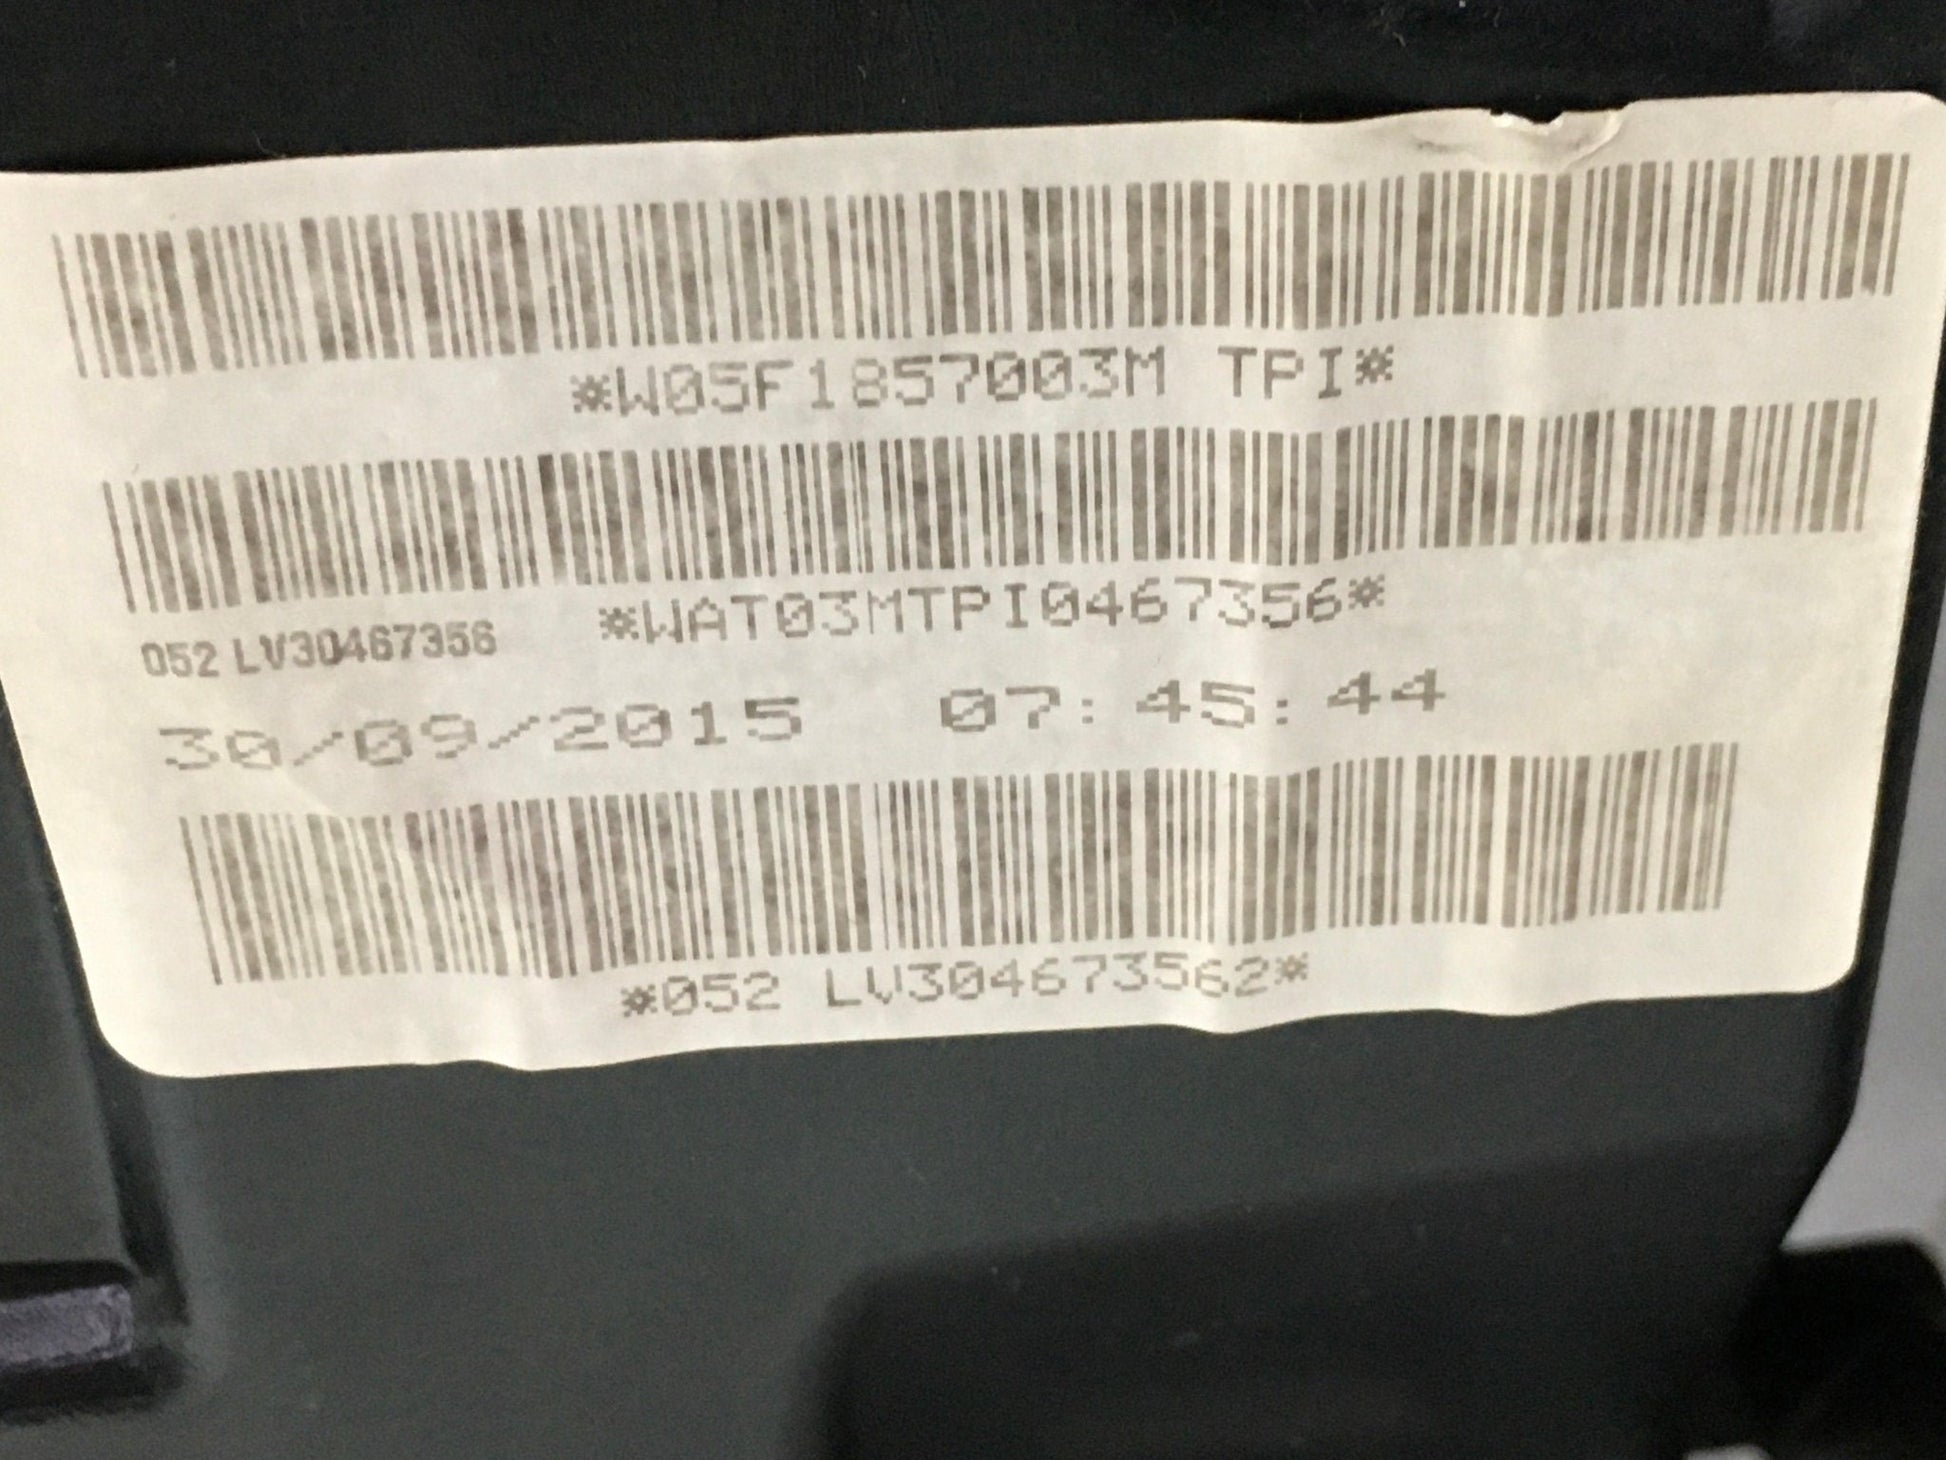 *W05F1857003M TPI*
*WAT03MTPI0467356*
052 LV30467356
30/09/2015 07:45:44
*052 LV304673562*